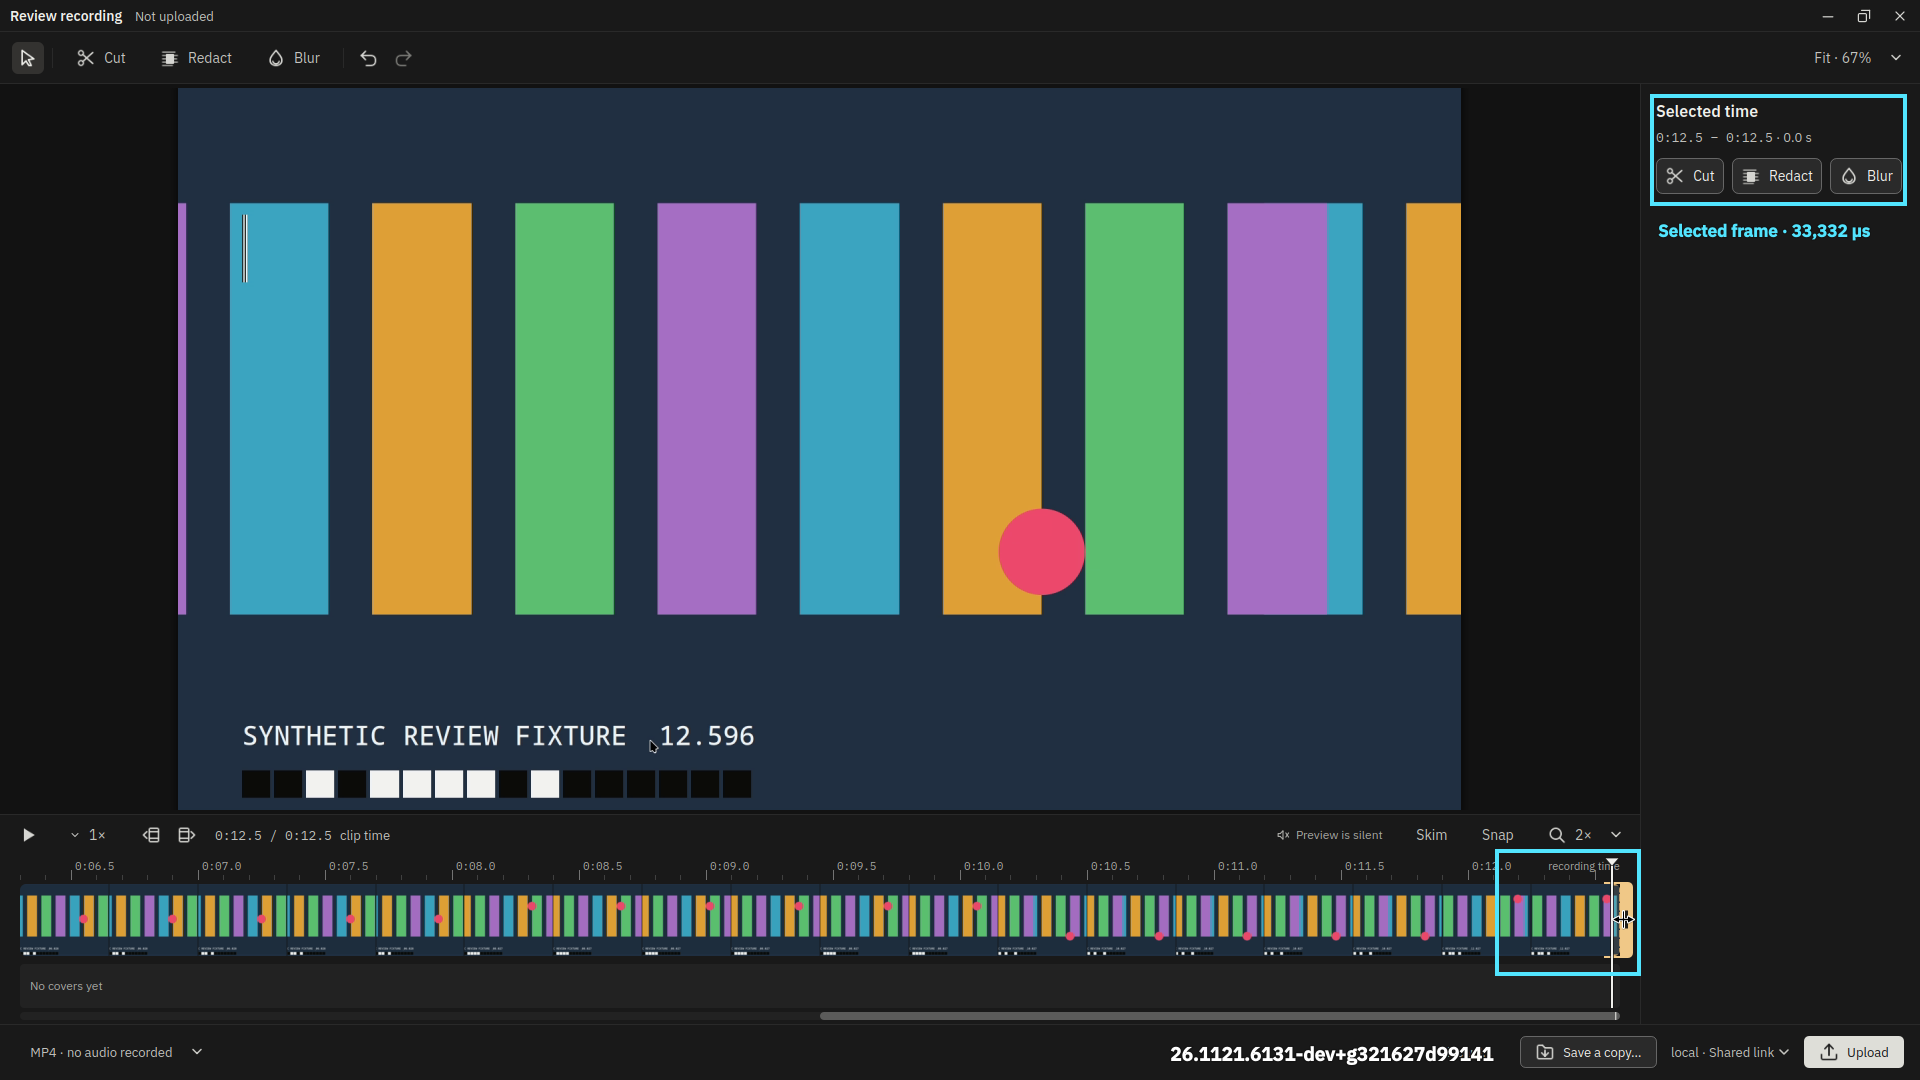 Review recording Not uploaded
Cut Redact Blur Fit · 67%
Selected time
0:12.5 – 0:12.5 · 0.0 s
Cut Redact Blur
Selected frame · 33,332 µs
SYNTHETIC REVIEW FIXTURE 12.596
1× 0:12.5 / 0:12.5 clip time Preview is silent Skim Snap 2×
0:06.5 0:07.0 0:07.5 0:08.0 0:08.5 0:09.0 0:09.5 0:10.0 0:10.5 0:11.0 0:11.5 0:12.0 recording time
No covers yet
MP4 · no audio recorded 26.1121.6131-dev+g321627d99141 Save a copy... local · Shared link Upload